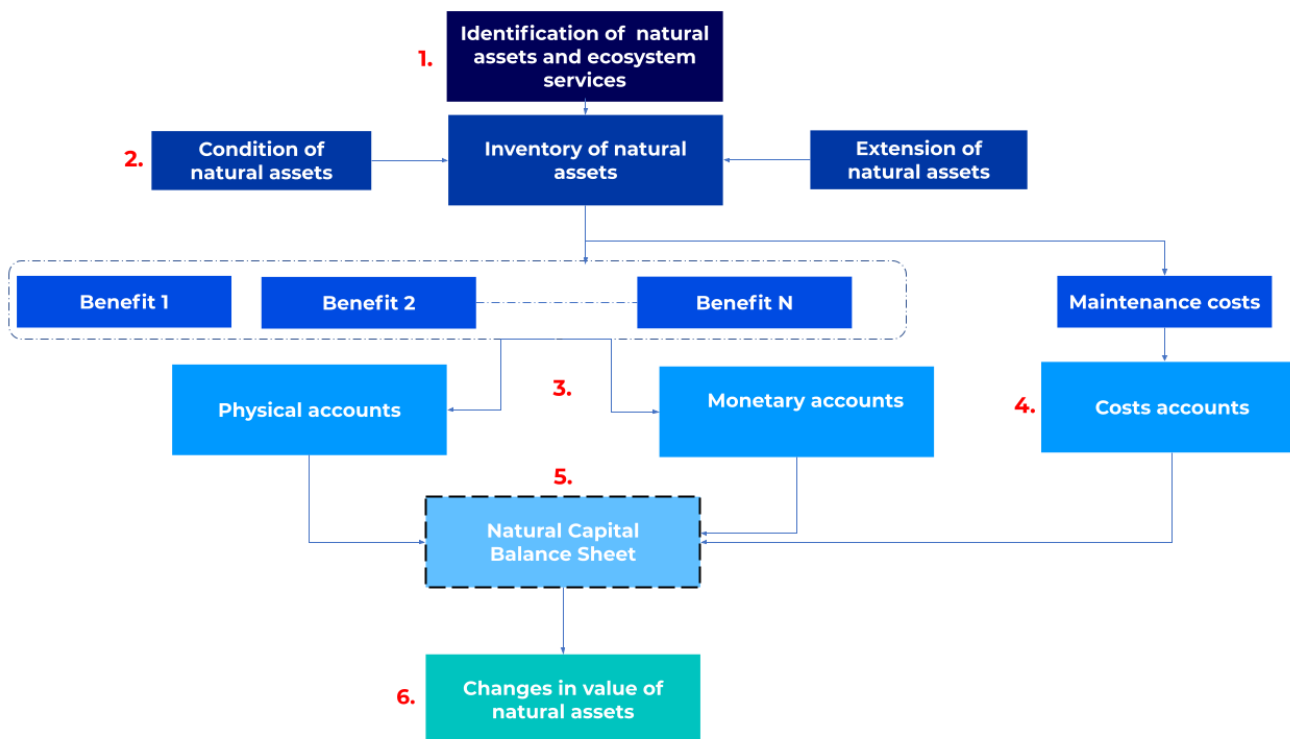 1.
Identification of natural
assets and ecosystem
services
2.
Condition of
natural assets
Inventory of natural
assets
Extension of
natural assets
Benefit 1
Benefit 2
Benefit N
Maintenance costs
Physical accounts
3.
Monetary accounts
4.
Costs accounts
5.
Natural Capital
Balance Sheet
6.
Changes in value of
natural assets